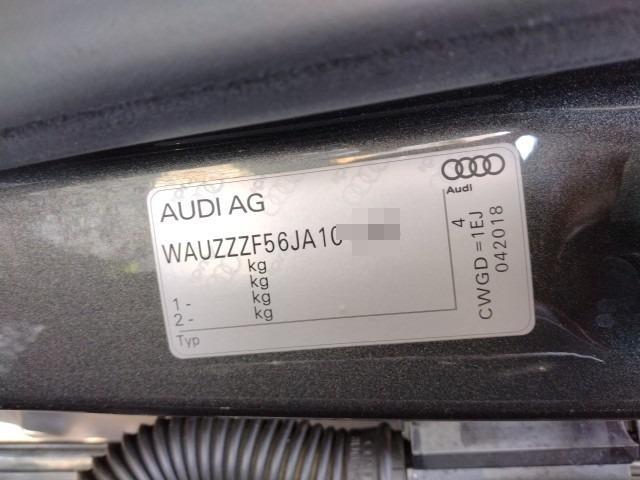 AUDI AG
Audi
WAUZZZF56JA10
kg
kg
1 - kg
2 - kg
Typ
4
CWGD =1EJ
042018